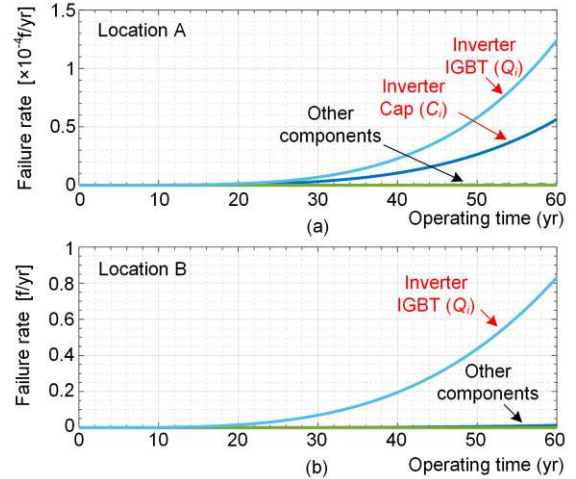 Failure rate [×10⁻⁴f/yr]
1.5
1
0.5
0
Location A
Inverter
IGBT (Qᵢ)
Inverter
Cap (Cᵢ)
Other
components
0 10 20 30 40 50 60
(a)
Operating time (yr)
Failure rate [f/yr]
1
0.8
0.6
0.4
0.2
0
Location B
Inverter
IGBT (Qᵢ)
Other
components
0 10 20 30 40 50 60
(b)
Operating time (yr)